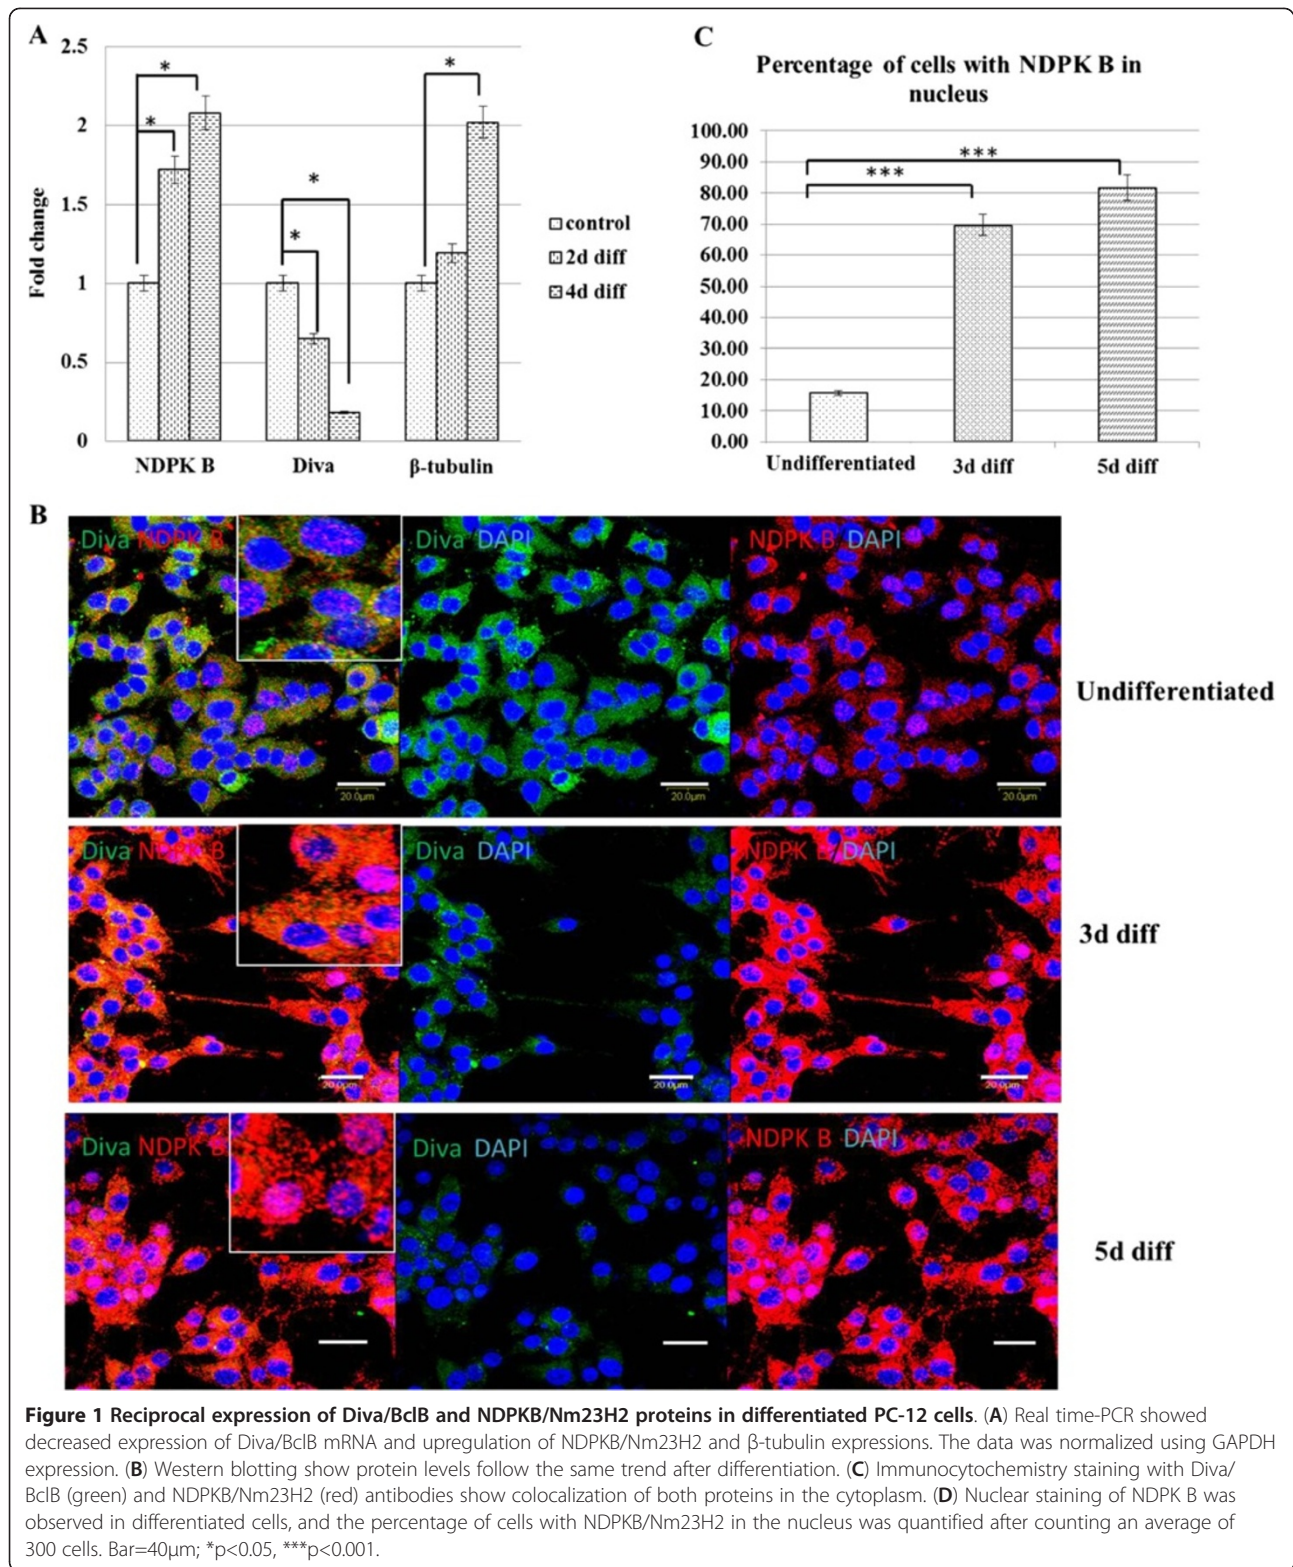 A
2.5
2
1.5
1
0.5
0
Fold change
*
*
*
*
*
NDPK B Diva β-tubulin
control
2d diff
4d diff
C
Percentage of cells with NDPK B in
nucleus
100.00
90.00
80.00
70.00
60.00
50.00
40.00
30.00
20.00
10.00
0.00
***
***
Undifferentiated 3d diff 5d diff
B
Diva NDPK B Diva DAPI NDPK B DAPI
20.0µm 20.0µm 20.0µm
Undifferentiated
Diva NDPK B Diva DAPI NDPK B/DAPI
20.0µm 20.0µm 20.0µm
3d diff
Diva NDPK B Diva DAPI NDPK B DAPI
5d diff
Figure 1 Reciprocal expression of Diva/BclB and NDPKB/Nm23H2 proteins in differentiated PC-12 cells. (A) Real time-PCR showed
decreased expression of Diva/BclB mRNA and upregulation of NDPKB/Nm23H2 and β-tubulin expressions. The data was normalized using GAPDH
expression. (B) Western blotting show protein levels follow the same trend after differentiation. (C) Immunocytochemistry staining with Diva/
BclB (green) and NDPKB/Nm23H2 (red) antibodies show colocalization of both proteins in the cytoplasm. (D) Nuclear staining of NDPK B was
observed in differentiated cells, and the percentage of cells with NDPKB/Nm23H2 in the nucleus was quantified after counting an average of
300 cells. Bar=40µm; *p<0.05, ***p<0.001.